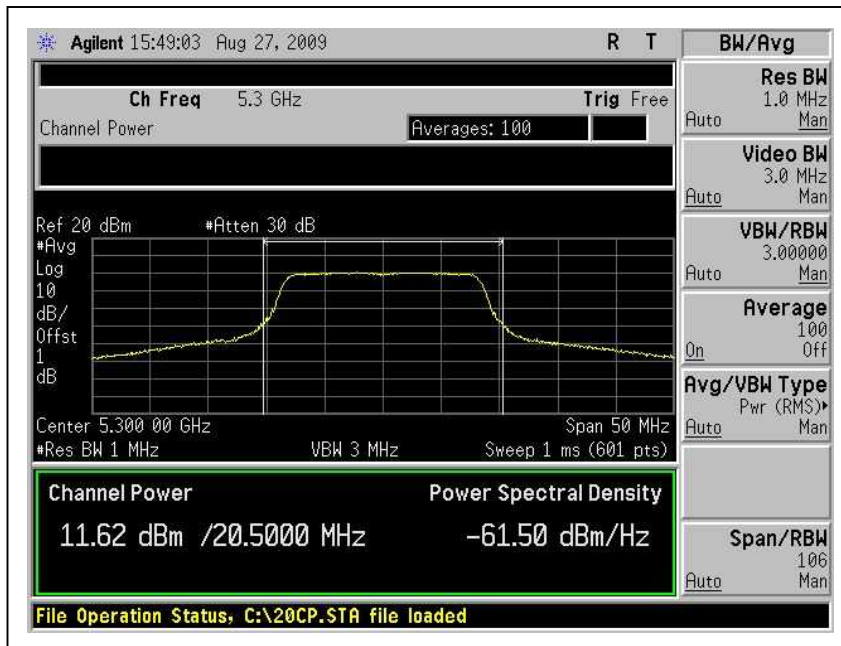 Agilent 15:49:03 Aug 27, 2009 R T
BW/Avg
Ch Freq 5.3 GHz Trig Free
Channel Power Averages: 100
Res BW
1.0 MHz
Auto Man
Video BW
3.0 MHz
Auto Man
VBW/RBW
3.00000
Auto Man
Average
100
On Off
Avg/VBW Type
Pwr (RMS)
Auto Man
Span/RBW
106
Auto Man
Ref 20 dBm #Atten 30 dB
#Avg
Log
10
dB/
Offst
1
dB
Center 5.300 00 GHz Span 50 MHz
#Res BW 1 MHz VBW 3 MHz Sweep 1 ms (601 pts)
Channel Power Power Spectral Density
11.62 dBm /20.5000 MHz -61.50 dBm/Hz
File Operation Status, C:\20CP.STA file loaded